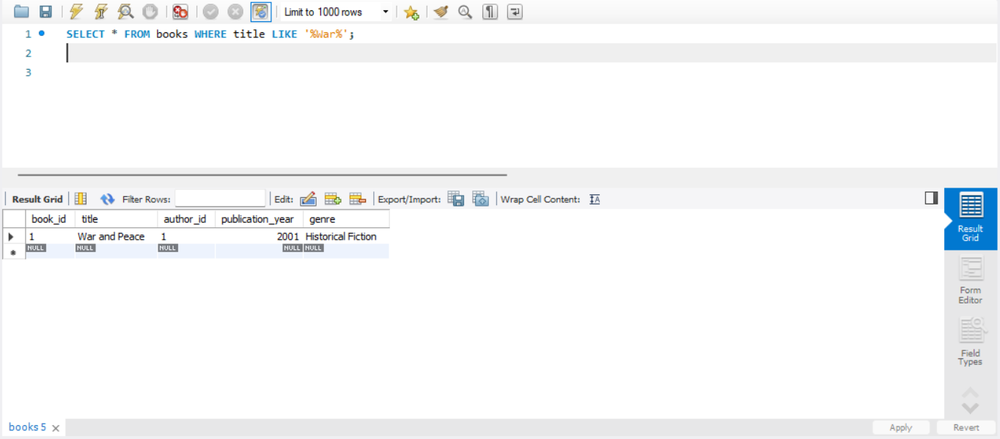 Limit to 1000 rows
1 SELECT * FROM books WHERE title LIKE '%War%';
2
3
Result Grid Filter Rows: Edit: Export/Import: Wrap Cell Content: IA
book_id title author_id publication_year genre
1 War and Peace 1 2001 Historical Fiction
NULL NULL NULL NULL NULL
Result
Grid
Form
Editor
Field
Types
books 5 Apply Revert